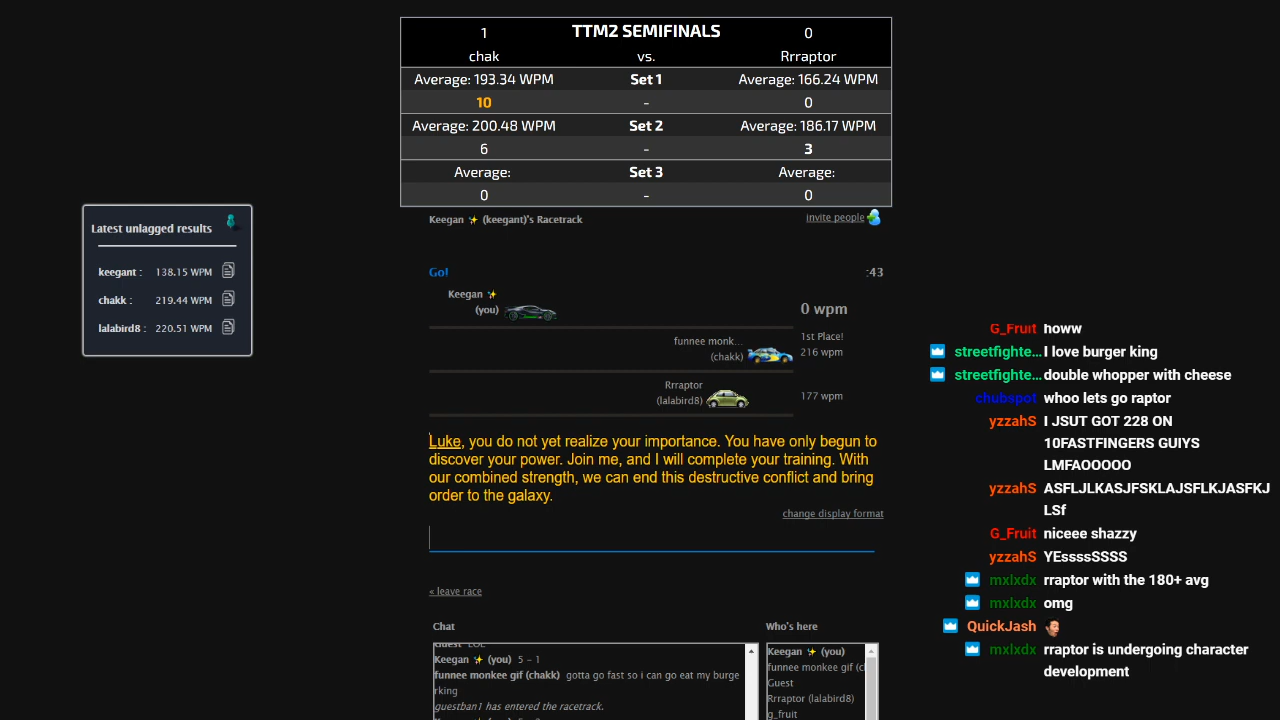 1 TTM2 SEMIFINALS 0
chak vs. Rrraptor
Average: 193.34 WPM Set 1 Average: 166.24 WPM
10 - 0
Average: 200.48 WPM Set 2 Average: 186.17 WPM
6 - 3
Average: Set 3 Average:
0 - 0
Keegan ✨ (keegant)'s Racetrack invite people
Latest unlagged results
keegant : 138.15 WPM
chakk : 219.44 WPM
lalabird8 : 220.51 WPM
Go! :43
Keegan ✨
(you) 0 wpm
funnee monk... 1st Place!
(chakk) 216 wpm
Rrraptor
(lalabird8) 177 wpm
Luke, you do not yet realize your importance. You have only begun to
discover your power. Join me, and I will complete your training. With
our combined strength, we can end this destructive conflict and bring
order to the galaxy.
change display format
« leave race
Chat
Guest LOL
Keegan ✨ (you) 5 – 1
funnee monkee gif (chakk) gotta go fast so i can go eat my burge
rking
guestban1 has entered the racetrack.
Who's here
Keegan ✨ (you)
funnee monkee gif (cl
Guest
Rrraptor (lalabird8)
g_fruit
G_Fruit howw
streetfighte... I love burger king
streetfighte... double whopper with cheese
chubspot whoo lets go raptor
yzzahS I JSUT GOT 228 ON
10FASTFINGERS GUIYS
LMFAOOOOO
yzzahS ASFLJLKASJFSKLAJSFLKJASFKJ
LSf
G_Fruit niceee shazzy
yzzahS YEssssSSSS
mxlxdx rraptor with the 180+ avg
mxlxdx omg
QuickJash
mxlxdx rraptor is undergoing character
development